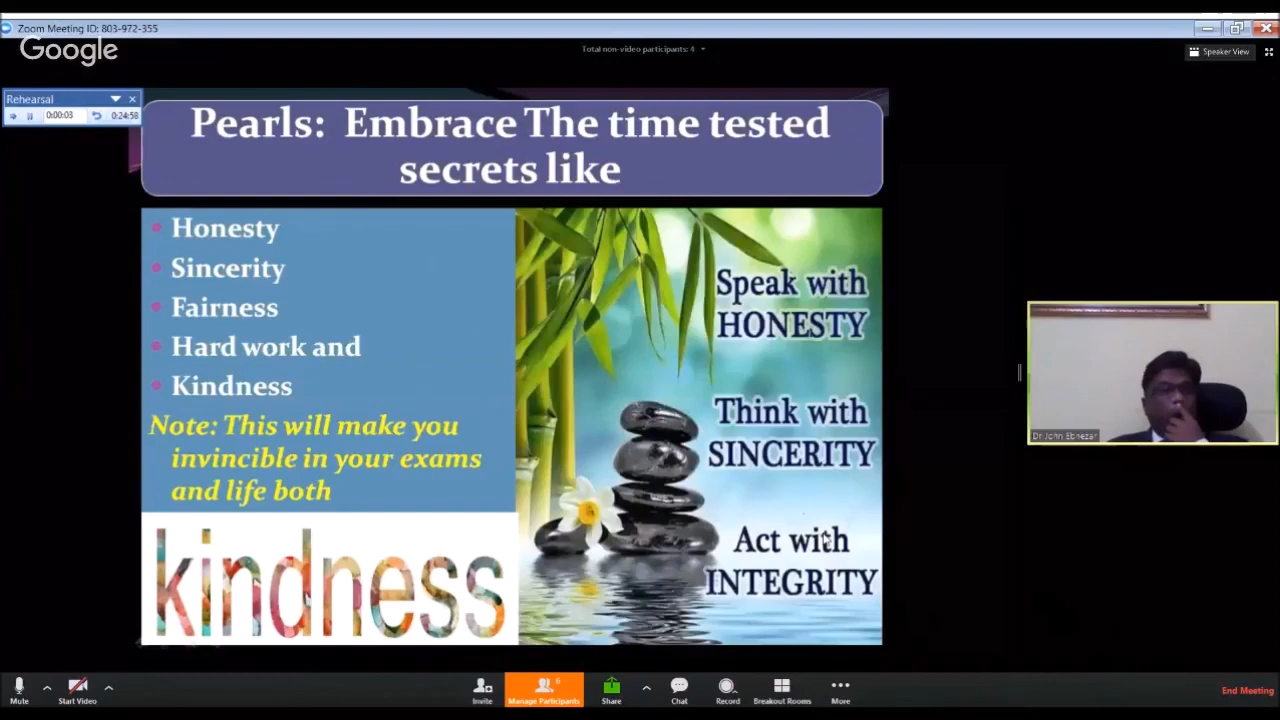 Zoom Meeting ID: 803-972-355
Google
Total non-video participants: 4
Speaker View
Rehearsal
0:00:03
0:24:58
Pearls: Embrace The time tested
secrets like
Honesty
Sincerity
Fairness
Hard work and
Kindness
Note: This will make you
invincible in your exams
and life both
kindness
Speak with
HONESTY
Think with
SINCERITY
Act with
INTEGRITY
Dr John Ebnezar
Mute
Start Video
Invite
6
Manage Participants
Share
Chat
Record
Breakout Rooms
More
End Meeting